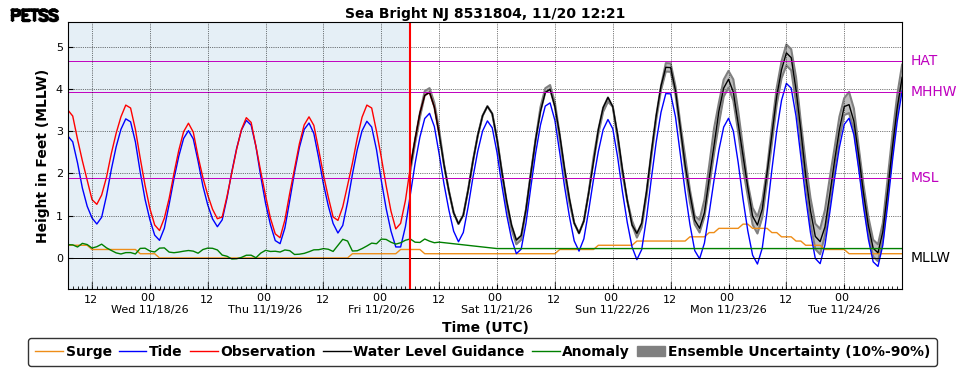 PETSS
Sea Bright NJ 8531804, 11/20 12:21
Height in Feet (MLLW)
5
4
3
2
1
0
HAT
MHHW
MSL
MLLW
12 00 12 00 12 00 12 00 12 00 12 00 12 00
Wed 11/18/26 Thu 11/19/26 Fri 11/20/26 Sat 11/21/26 Sun 11/22/26 Mon 11/23/26 Tue 11/24/26
Time (UTC)
Surge Tide Observation Water Level Guidance Anomaly Ensemble Uncertainty (10%-90%)